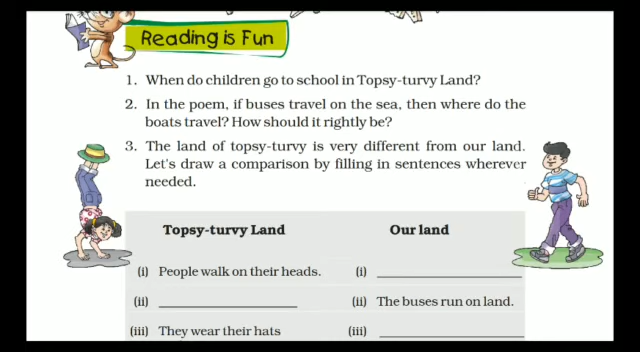 Reading is Fun
1. When do children go to school in Topsy-turvy Land?
2. In the poem, if buses travel on the sea, then where do the
boats travel? How should it rightly be?
3. The land of topsy-turvy is very different from our land.
Let's draw a comparison by filling in sentences wherever
needed.
Topsy-turvy Land Our land
(i) People walk on their heads. (i) ____________
(ii) ____________ (ii) The buses run on land.
(iii) They wear their hats (iii) ____________